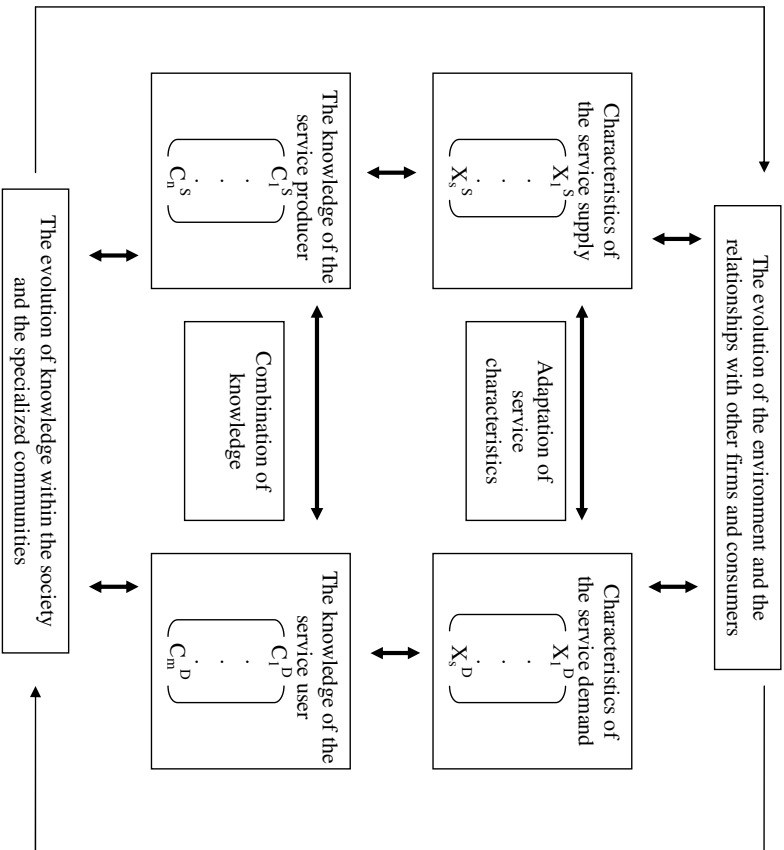 The evolution of the environment and the
relationships with other firms and consumers
Characteristics of
the service supply
X₁ˢ
.
.
.
Xₛˢ
Adaptation of
service
characteristics
Characteristics of
the service demand
X₁ᴰ
.
.
.
Xₛᴰ
The knowledge of the
service producer
C₁ˢ
.
.
.
Cₙˢ
Combination of
knowledge
The knowledge of the
service user
C₁ᴰ
.
.
.
Cₘᴰ
The evolution of knowledge within the society
and the specialized communities